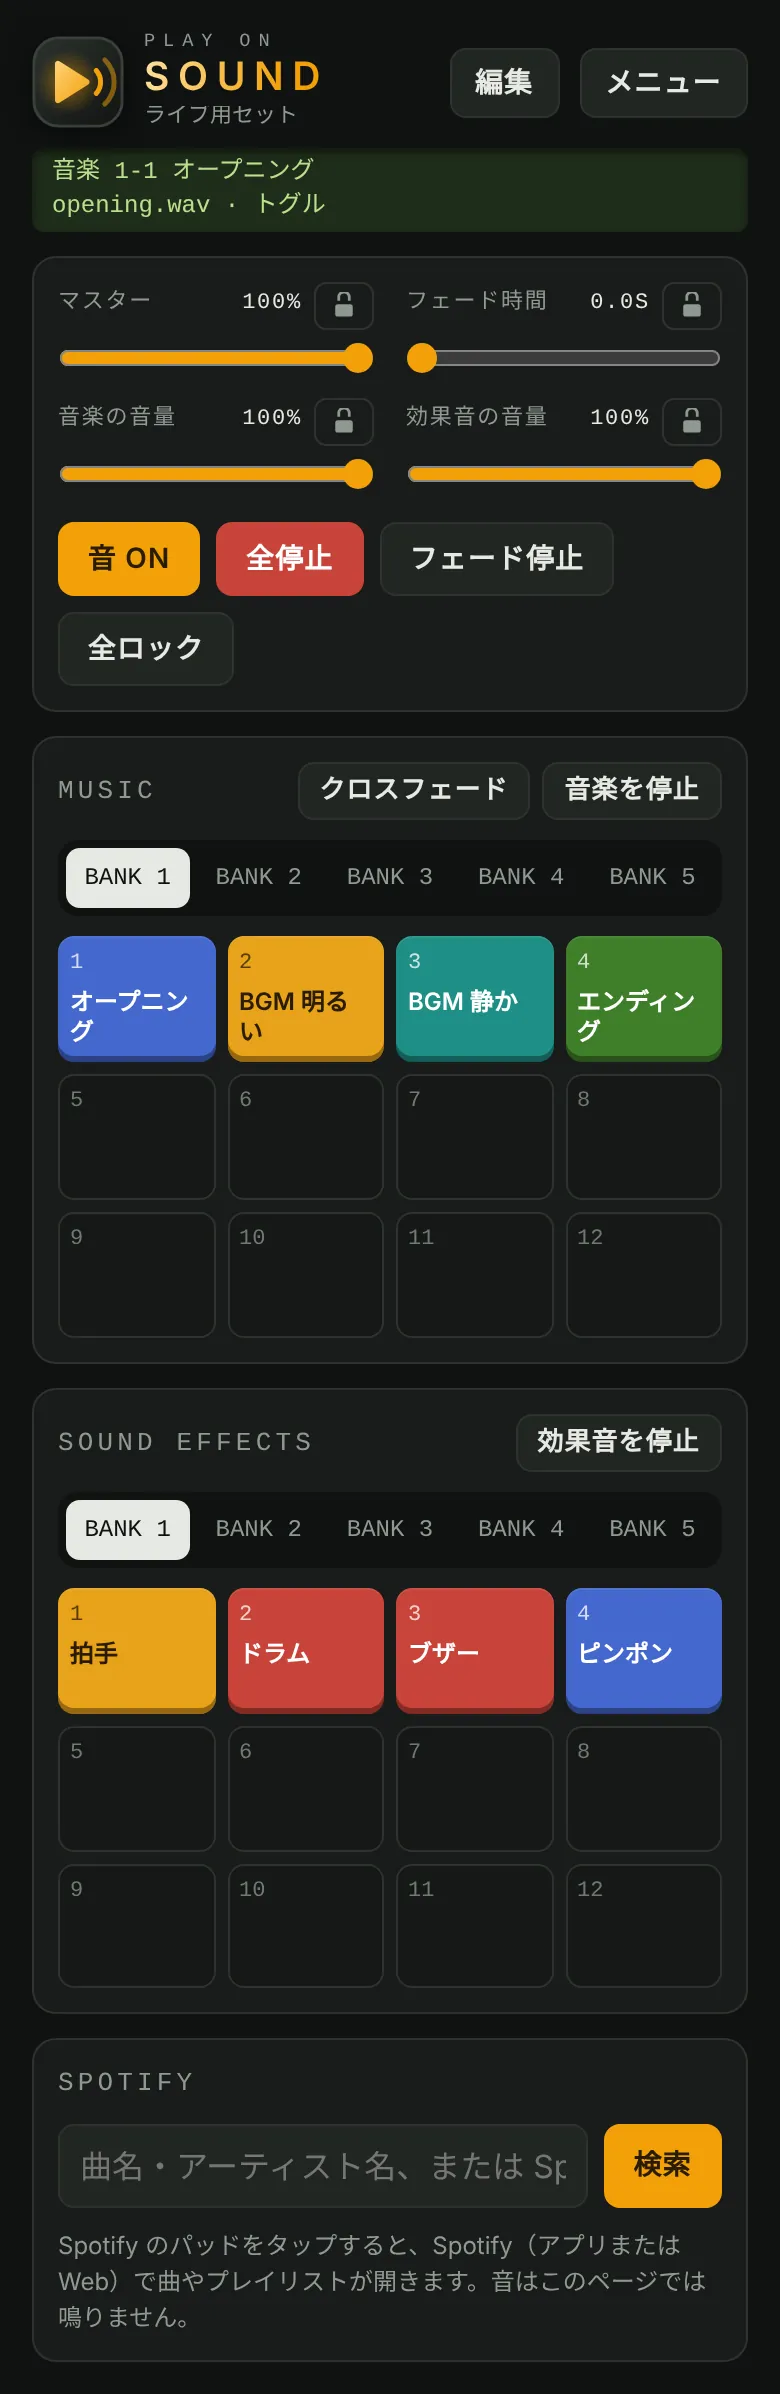 PLAY ON
SOUND
ライブ用セット
編集
メニュー
音楽 1-1 オープニング
opening.wav · トグル
マスター 100%
フェード時間 0.0S
音楽の音量 100%
効果音の音量 100%
音 ON
全停止
フェード停止
全ロック
MUSIC
クロスフェード
音楽を停止
BANK 1 BANK 2 BANK 3 BANK 4 BANK 5
1
オープニン
グ
2
BGM 明る
い
3
BGM 静か
4
エンディン
グ
5 6 7 8
9 10 11 12
SOUND EFFECTS
効果音を停止
BANK 1 BANK 2 BANK 3 BANK 4 BANK 5
1
拍手
2
ドラム
3
ブザー
4
ピンポン
5 6 7 8
9 10 11 12
SPOTIFY
曲名・アーティスト名、または Sp
検索
Spotify のパッドをタップすると、Spotify（アプリまたは
Web）で曲やプレイリストが開きます。音はこのページでは
鳴りません。